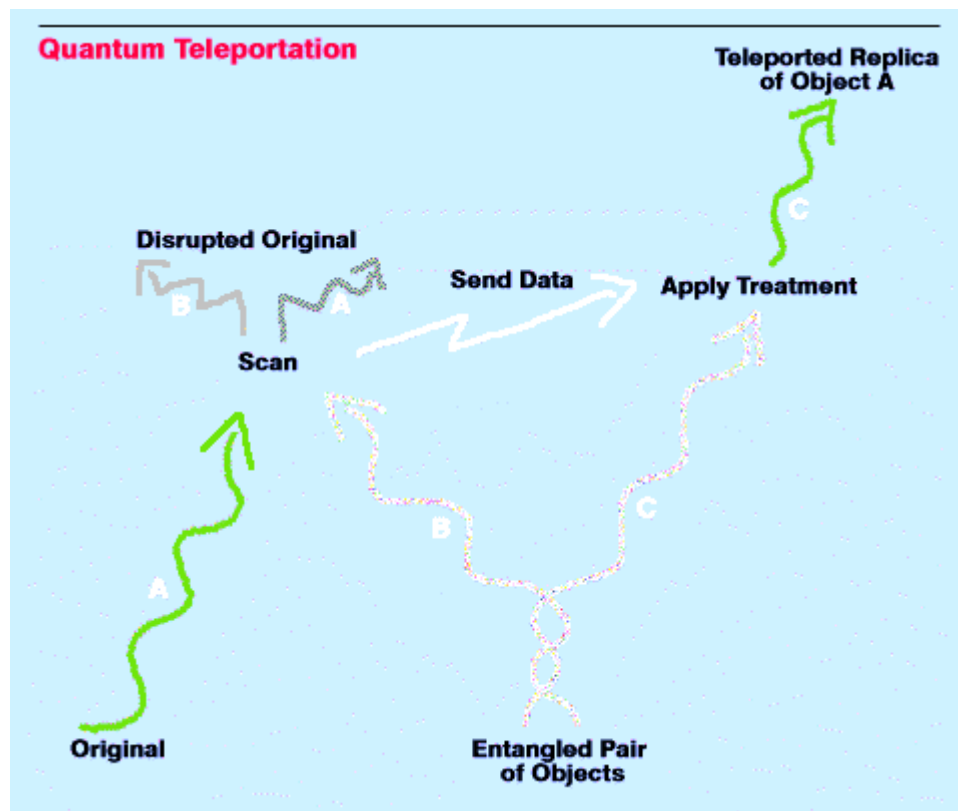 Quantum Teleportation
Teleported Replica
of Object A
C
Disrupted Original
B
A
Send Data
Apply Treatment
Scan
B
C
A
Original
Entangled Pair
of Objects